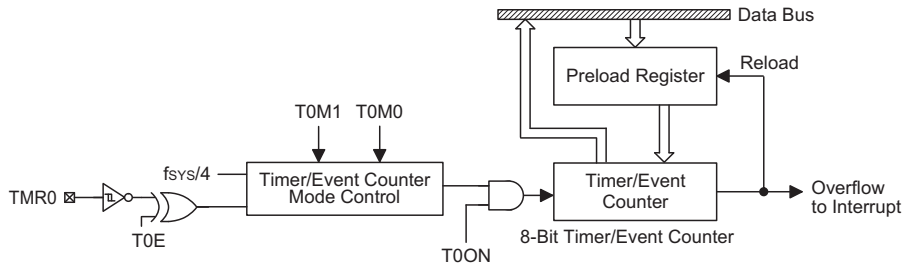 Data Bus
Preload Register
Reload
T0M1
T0M0
fSYS/4
Timer/Event Counter
Mode Control
Timer/Event
Counter
Overflow
to Interrupt
TMR0
T0E
T0ON
8-Bit Timer/Event Counter